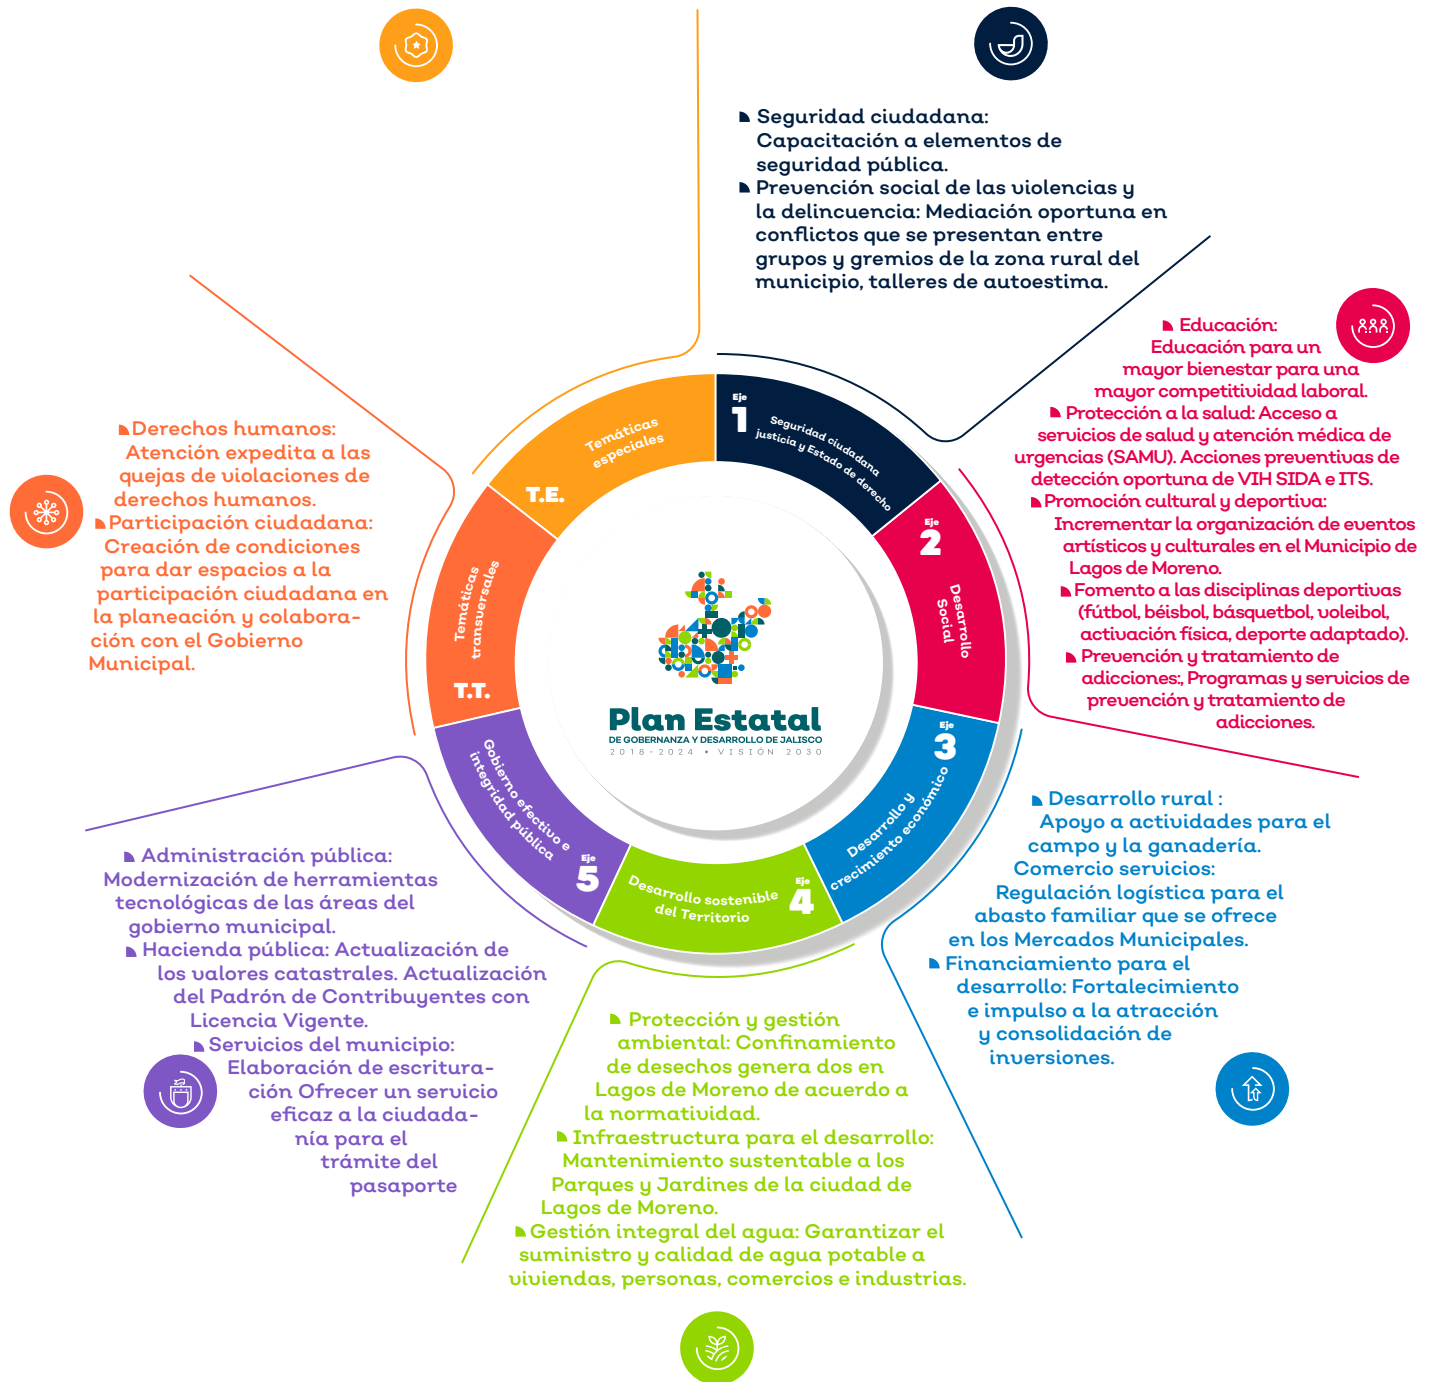 Seguridad ciudadana:
Capacitación a elementos de
seguridad pública.
Prevención social de las violencias y
la delincuencia: Mediación oportuna en
conflictos que se presentan entre
grupos y gremios de la zona rural del
municipio, talleres de autoestima.
Educación:
Educación para un
mayor bienestar para una
mayor competitividad laboral.
Protección a la salud: Acceso a
servicios de salud y atención médica de
urgencias (SAMU). Acciones preventivas de
detección oportuna de VIH SIDA e ITS.
Promoción cultural y deportiva:
Incrementar la organización de eventos
artísticos y culturales en el Municipio de
Lagos de Moreno.
Fomento a las disciplinas deportivas
(fútbol, béisbol, básquetbol, voleibol,
activación física, deporte adaptado).
Prevención y tratamiento de
adicciones:, Programas y servicios de
prevención y tratamiento de
adicciones.
Desarrollo rural :
Apoyo a actividades para el
campo y la ganadería.
Comercio servicios:
Regulación logística para el
abasto familiar que se ofrece
en los Mercados Municipales.
Financiamiento para el
desarrollo: Fortalecimiento
e impulso a la atracción
y consolidación de
inversiones.
Protección y gestión
ambiental: Confinamiento
de desechos genera dos en
Lagos de Moreno de acuerdo a
la normatividad.
Infraestructura para el desarrollo:
Mantenimiento sustentable a los
Parques y Jardines de la ciudad de
Lagos de Moreno.
Gestión integral del agua: Garantizar el
suministro y calidad de agua potable a
viviendas, personas, comercios e industrias.
Administración pública:
Modernización de herramientas
tecnológicas de las áreas del
gobierno municipal.
Hacienda pública: Actualización de
los valores catastrales. Actualización
del Padrón de Contribuyentes con
Licencia Vigente.
Servicios del municipio:
Elaboración de escritura-
ción Ofrecer un servicio
eficaz a la ciudada-
nía para el
trámite del
pasaporte
Derechos humanos:
Atención expedita a las
quejas de violaciones de
derechos humanos.
Participación ciudadana:
Creación de condiciones
para dar espacios a la
participación ciudadana en
la planeación y colabora-
ción con el Gobierno
Municipal.
Eje
1
Seguridad ciudadana
justicia y Estado de derecho
Eje
2
Desarrollo
Social
Eje
3
Desarrollo y
crecimiento económico
Eje
4
Desarrollo sostenible
del Territorio
Eje
5
Gobierno efectivo e
integridad pública
Temáticas
transversales
T.T.
Temáticas
especiales
T.E.
Plan Estatal
DE GOBERNANZA Y DESARROLLO DE JALISCO
2018-2024 • VISIÓN 2030